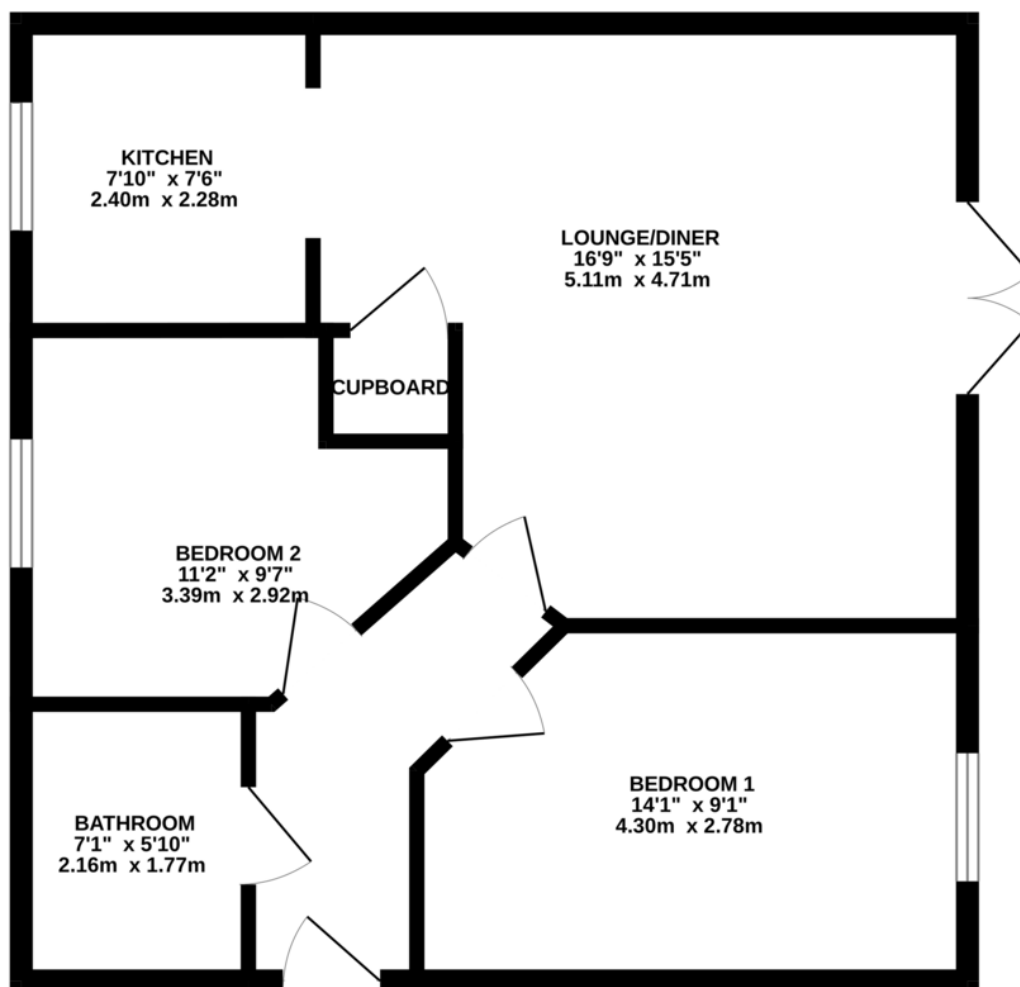 KITCHEN
7'10" x 7'6"
2.40m x 2.28m
LOUNGE/DINER
16'9" x 15'5"
5.11m x 4.71m
CUPBOARD
BEDROOM 2
11'2" x 9'7"
3.39m x 2.92m
BEDROOM 1
14'1" x 9'1"
4.30m x 2.78m
BATHROOM
7'1" x 5'10"
2.16m x 1.77m